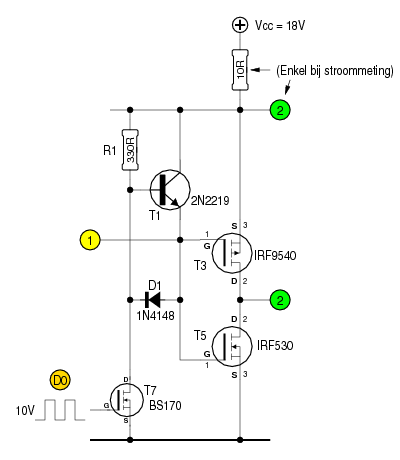 Vcc = 18V
10R
(Enkel bij stroommeting)
2
R1
330R
2N2219
T1
1
1
G
S
3
T3
IRF9540
D
2
D1
1N4148
2
D
2
T5
IRF530
G
1
S
3
D0
10V
D
T7
G
BS170
S